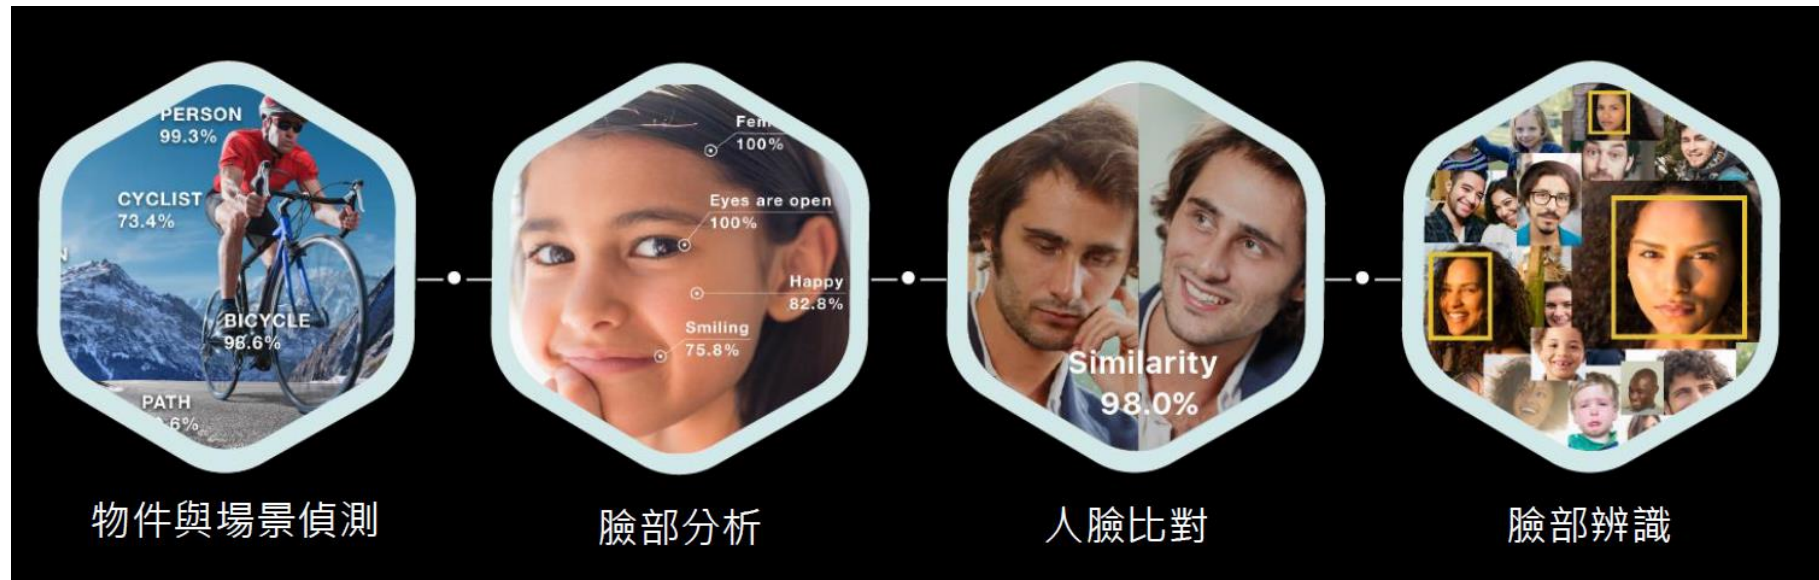 PERSON
99.3%
CYCLIST
73.4%
BICYCLE
98.6%
PATH
100%
Eyes are open
100%
Happy
82.8%
Smiling
75.8%
Similarity
98.0%
物件與場景偵測
臉部分析
人臉比對
臉部辨識